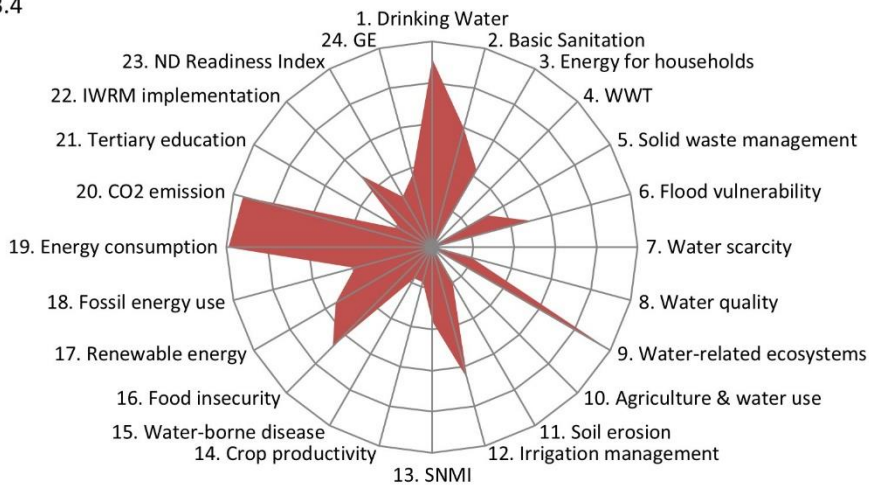 3.4
1. Drinking Water
2. Basic Sanitation
3. Energy for households
4. WWT
5. Solid waste management
6. Flood vulnerability
7. Water scarcity
8. Water quality
9. Water-related ecosystems
10. Agriculture & water use
11. Soil erosion
12. Irrigation management
13. SNMI
14. Crop productivity
15. Water-borne disease
16. Food insecurity
17. Renewable energy
18. Fossil energy use
19. Energy consumption
20. CO2 emission
21. Tertiary education
22. IWRM implementation
23. ND Readiness Index
24. GE